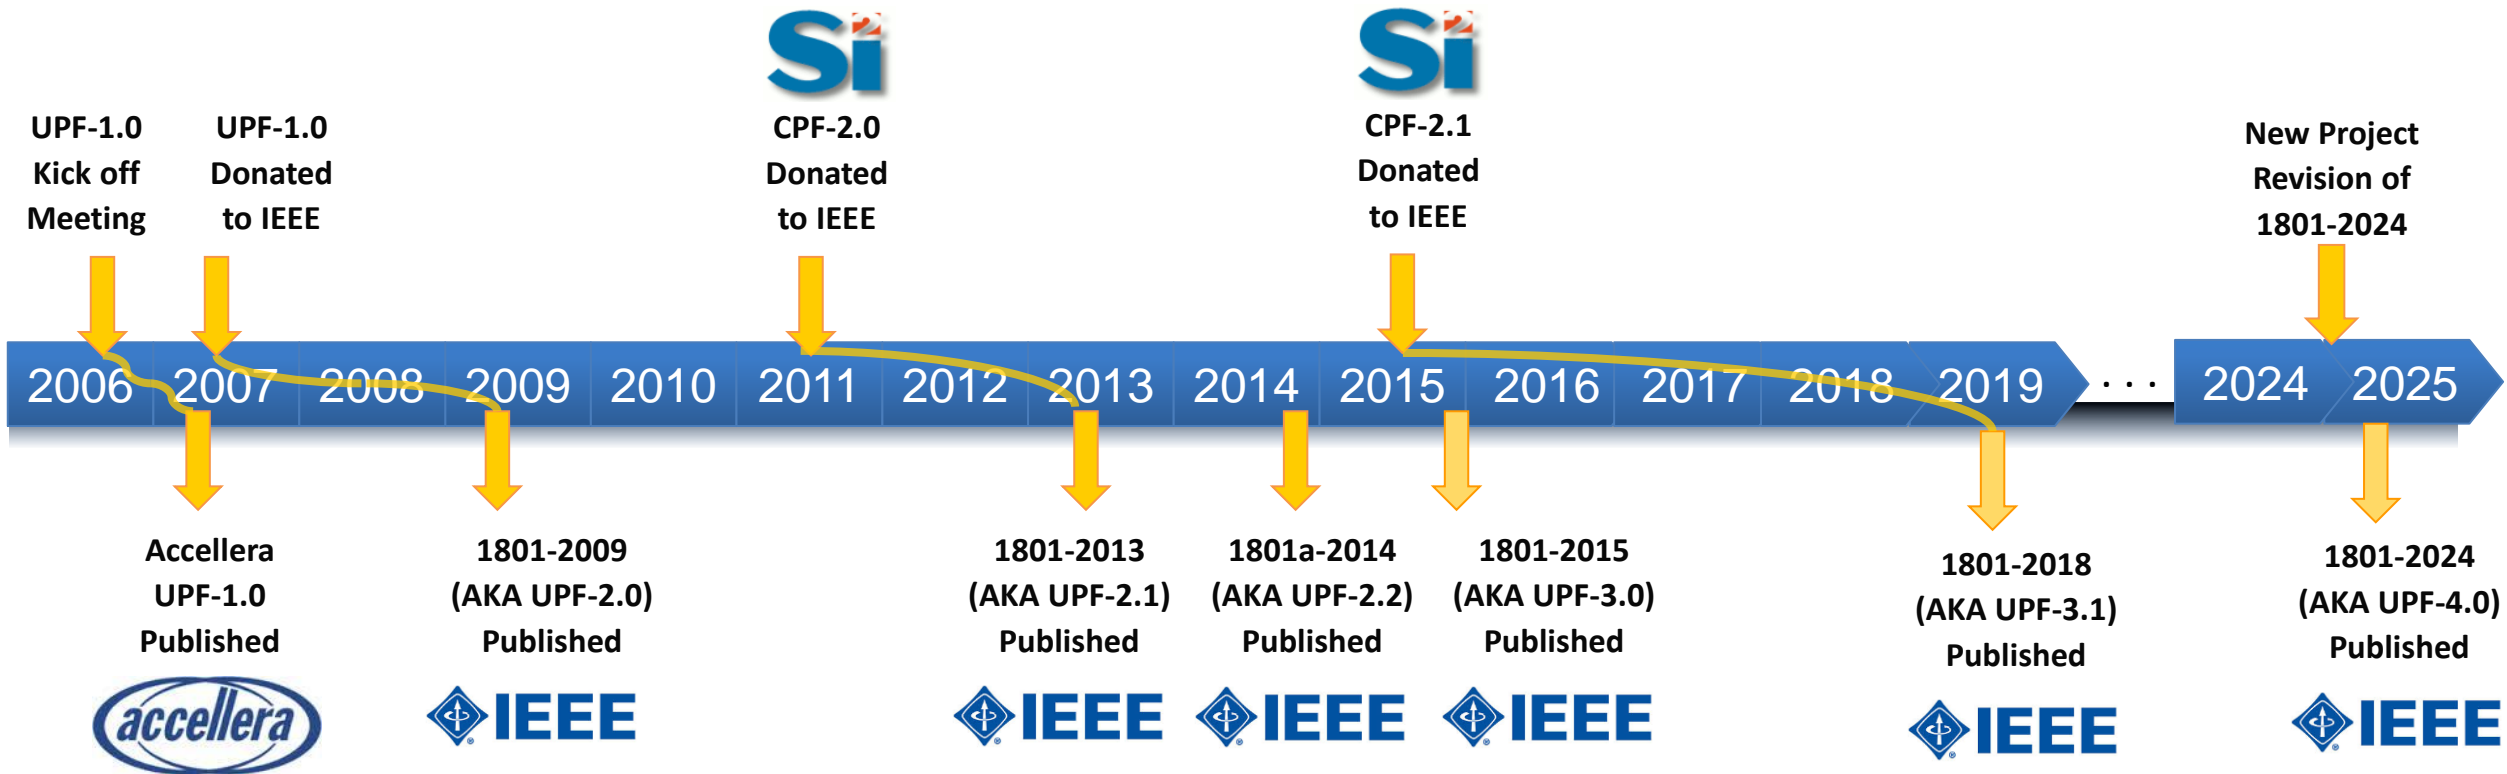 Si2
Si2
UPF-1.0
Kick off
Meeting
UPF-1.0
Donated
to IEEE
CPF-2.0
Donated
to IEEE
CPF-2.1
Donated
to IEEE
New Project
Revision of
1801-2024
2006 2007 2008 2009 2010 2011 2012 2013 2014 2015 2016 2017 2018 2019 . . . 2024 2025
Accellera
UPF-1.0
Published
accellera
1801-2009
(AKA UPF-2.0)
Published
IEEE
1801-2013
(AKA UPF-2.1)
Published
IEEE
1801a-2014
(AKA UPF-2.2)
Published
IEEE
1801-2015
(AKA UPF-3.0)
Published
IEEE
1801-2018
(AKA UPF-3.1)
Published
IEEE
1801-2024
(AKA UPF-4.0)
Published
IEEE